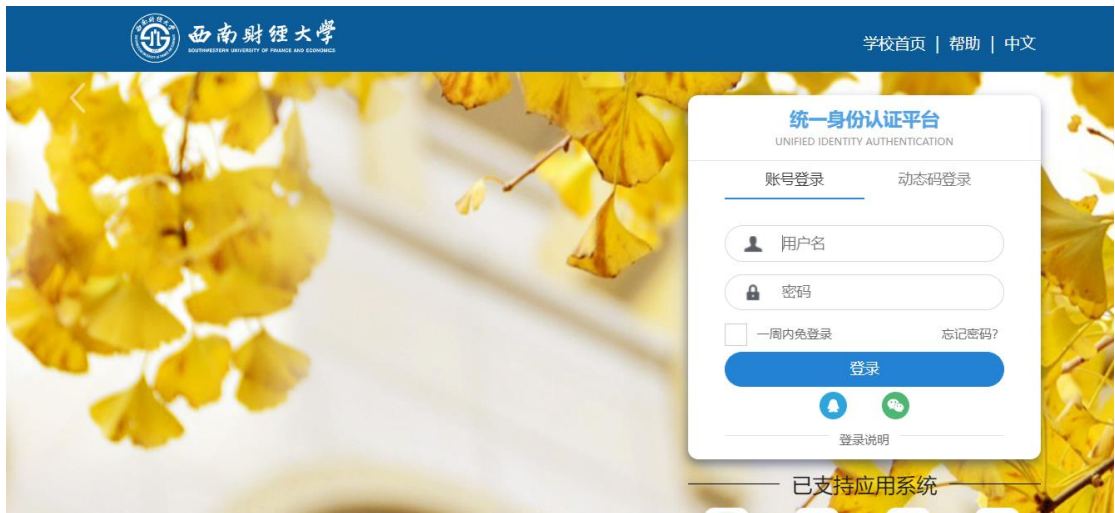 西南财经大学
SOUTHWESTERN UNIVERSITY OF FINANCE AND ECONOMICS
学校首页 | 帮助 | 中文
统一身份认证平台
UNIFIED IDENTITY AUTHENTICATION
账号登录 动态码登录
用户名
密码
一周内免登录 忘记密码?
登录
登录说明
已支持应用系统